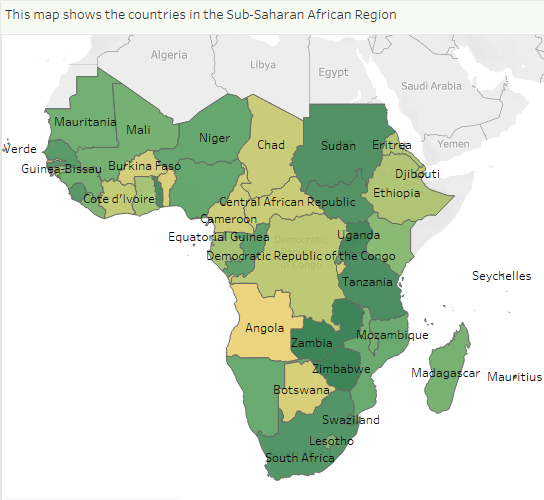 This map shows the countries in the Sub-Saharan African Region
Algeria
Libya
Egypt
Saudi Arabia
Mauritania
Mali
Niger
Chad
Sudan
Eritrea
Yemen
Verde
Guinea-Bissau
Burkina Faso
Djibouti
Cote d'Ivoire
Central African Republic
Ethiopia
Cameroon
Equatorial Guinea
Uganda
Democratic
Democratic Republic of the Congo
of Congo
Tanzania
Seychelles
Angola
Zambia
Mozambique
Zimbabwe
Madagascar
Mauritius
Botswana
Swaziland
Lesotho
South Africa